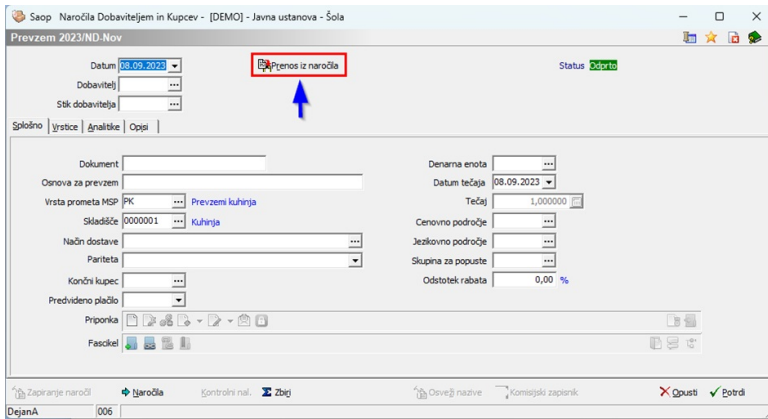 Saop Naročila Dobaviteljem in Kupcev - [DEMO] - Javna ustanova - Šola
Prevzem 2023/ND-Nov
Datum 08.09.2023
Prenos iz naročila
Status Odprto
Dobavitelj
Stik dobavitelja
Splošno Vrstice Analitike Opisi
Dokument
Denarna enota
Osnova za prevzem
Datum tečaja 08.09.2023
Vrsta prometa MSP PK Prevzemi kuhinja
Tečaj 1,000000
Skladišče 0000001 Kuhinja
Cenovno področje
Način dostave
Jezikovno področje
Pariteta
Skupina za popuste
Končni kupec
Odstotek rabata 0,00 %
Predvideno plačilo
Priponka
Fascikel
Zapiranje naročil Naročila Kontrolni nal. Zbirj Osveži nazive Komisijski zapisnik Opusti Potrdi
DejanA 006